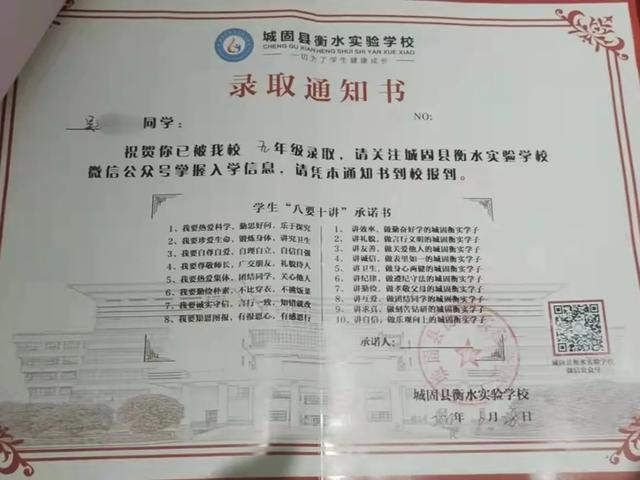 城固县衡水实验学校
CHENG GU XIAN HENG SHUI SHI YAN XUE XIAO
一切为了学生健康成长
录取通知书
NO:
吴 同学:
祝贺你已被我校 九年级录取，请关注城固县衡水实验学校
微信公众号掌握入学信息，请凭本通知书到校报到。
学生“八要十讲”承诺书
1、我要热爱科学，勤思好问，乐于探究
2、我要珍爱生命，锻炼身体，讲究卫生
3、我要自尊自爱，自理自立，自信自强
4、我要尊敬师长，广交朋友，礼貌待人
5、我要热爱集体，团结同学，关心他人
6、我要勤俭朴素，不比穿衣，不挑饭菜
7、我要诚实守信，言行一致，知错就改
8、我要知恩图报，有报恩心，有感恩行
1、讲效率，做勤奋好学的城固衡实学子
2、讲礼貌，做言行文明的城固衡实学子
3、讲友善，做关爱他人的城固衡实学子
4、讲诚信，做表里如一的城固衡实学子
5、讲卫生，做身心两健的城固衡实学子
6、讲纪律，做遵纪守法的城固衡实学子
7、讲勤俭，做孝敬父母的城固衡实学子
8、讲互爱，做团结同学的城固衡实学子
9、讲求真，做刻苦钻研的城固衡实学子
10、讲自信，做乐观向上的城固衡实学子
承诺人:
城固县衡水实验学校
微信公众号
城固县衡水实验学校
年 8月 日